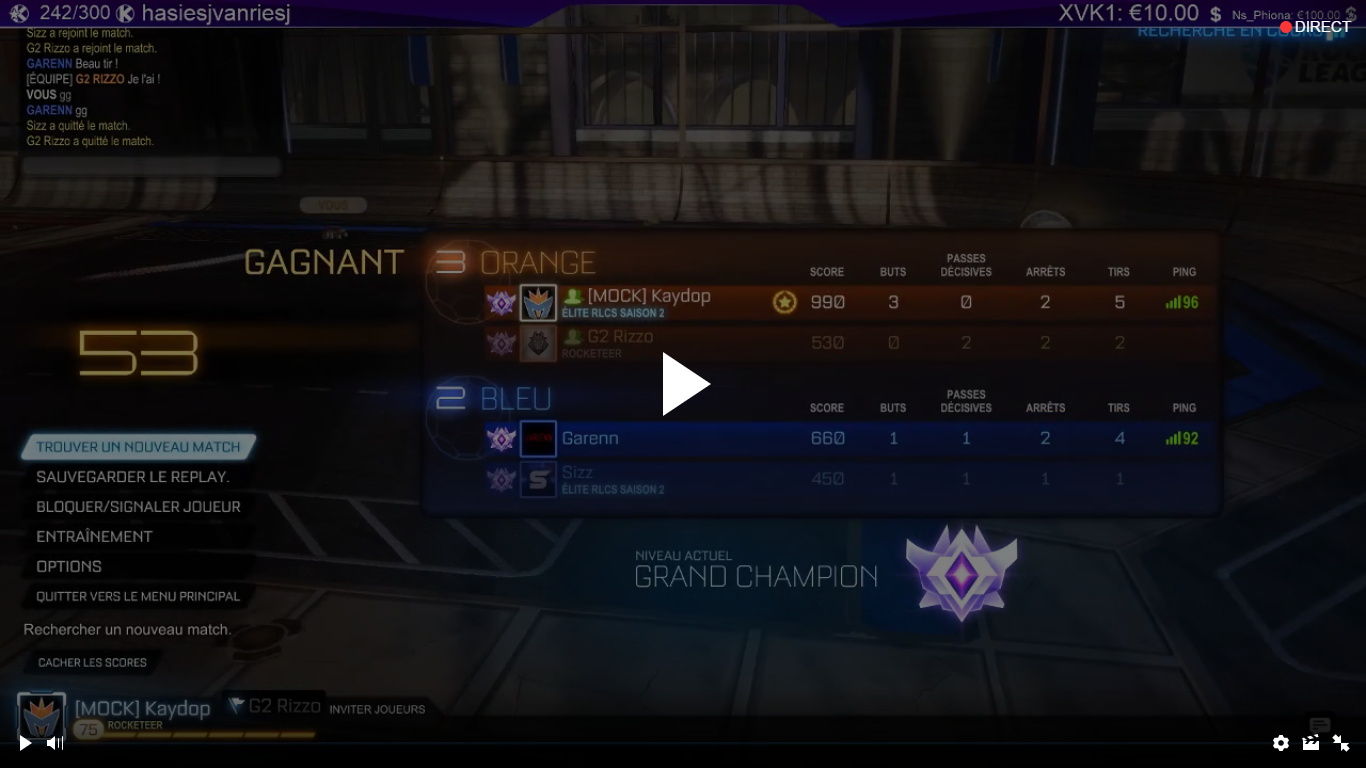 242/300 hasiesjvanriesj
XVK1: €10.00 $ Ns_Phiona: €100.00 $
DIRECT
RECHERCHE EN COURS
Sizz a rejoint le match.
G2 Rizzo a rejoint le match.
GARENN Beau tir !
[ÉQUIPE] G2 RIZZO Je l'ai !
VOUS gg
GARENN gg
Sizz a quitté le match.
G2 Rizzo a quitté le match.
VOUS
GAGNANT
3 ORANGE SCORE BUTS PASSES DÉCISIVES ARRÊTS TIRS PING
[MOCK] Kaydop 990 3 0 2 5 96
ÉLITE RLCS SAISON 2
G2 Rizzo 530 0 2 2 2
ROCKETEER
53
2 BLEU SCORE BUTS PASSES DÉCISIVES ARRÊTS TIRS PING
Garenn 660 1 1 2 4 92
Sizz 450 1 1 1 1
ÉLITE RLCS SAISON 2
TROUVER UN NOUVEAU MATCH
SAUVEGARDER LE REPLAY.
BLOQUER/SIGNALER JOUEUR
ENTRAÎNEMENT
OPTIONS
QUITTER VERS LE MENU PRINCIPAL
Rechercher un nouveau match.
CACHER LES SCORES
NIVEAU ACTUEL
GRAND CHAMPION
[MOCK] Kaydop
75 ROCKETEER
G2 Rizzo INVITER JOUEURS